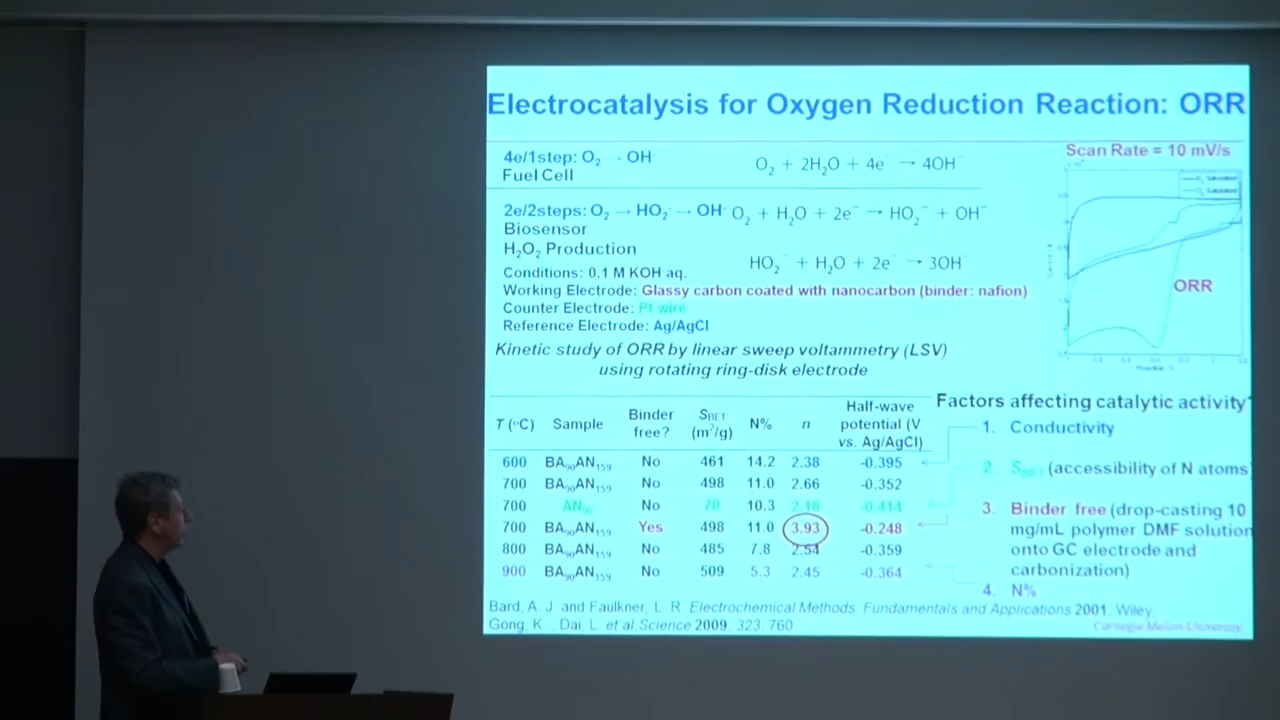 Electrocatalysis for Oxygen Reduction Reaction: ORR
4e/1step: O₂ → OH⁻
Fuel Cell
O₂ + 2H₂O + 4e⁻ → 4OH⁻
2e/2steps: O₂ → HO₂⁻ → OH⁻
O₂ + H₂O + 2e⁻ → HO₂⁻ + OH⁻
Biosensor
H₂O₂ Production
HO₂⁻ + H₂O + 2e⁻ → 3OH⁻
Conditions: 0.1 M KOH aq.
Working Electrode: Glassy carbon coated with nanocarbon (binder: nafion)
Counter Electrode: Pt wire
Reference Electrode: Ag/AgCl
Scan Rate = 10 mV/s
ORR
Kinetic study of ORR by linear sweep voltammetry (LSV)
using rotating ring-disk electrode
T (°C) Sample Binder free? S_BET (m²/g) N% n Half-wave potential (V vs. Ag/AgCl)
600 BA₉₀AN₁₅₉ No 461 14.2 2.38 -0.395
700 BA₉₀AN₁₅₉ No 498 11.0 2.66 -0.352
700 AN No 70 10.3 2.18 -0.414
700 BA₉₀AN₁₅₉ Yes 498 11.0 3.93 -0.248
800 BA₉₀AN₁₅₉ No 485 7.8 2.54 -0.359
900 BA₉₀AN₁₅₉ No 509 5.3 2.45 -0.364
Factors affecting catalytic activity
1. Conductivity
2. S_BET (accessibility of N atoms)
3. Binder free (drop-casting 10
mg/mL polymer DMF solution
onto GC electrode and
carbonization)
4. N%
Bard, A. J. and Faulkner, L. R. Electrochemical Methods: Fundamentals and Applications 2001, Wiley.
Gong, K., Dai, L. et al Science 2009, 323, 760
Carnegie Mellon University